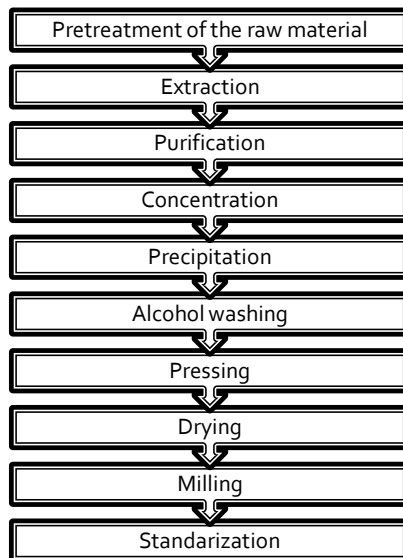 Pretreatment of the raw material
Extraction
Purification
Concentration
Precipitation
Alcohol washing
Pressing
Drying
Milling
Standarization